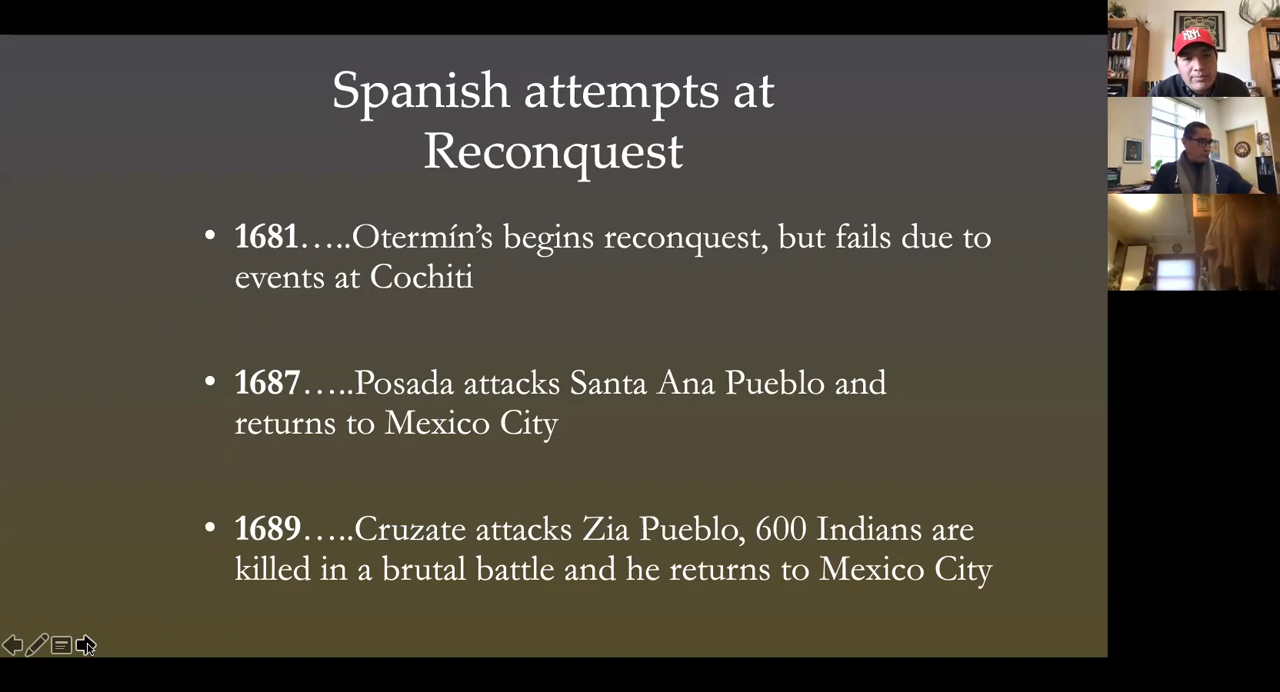 Spanish attempts at
Reconquest
• 1681…..Otermín’s begins reconquest, but fails due to
events at Cochiti
• 1687…..Posada attacks Santa Ana Pueblo and
returns to Mexico City
• 1689…..Cruzate attacks Zia Pueblo, 600 Indians are
killed in a brutal battle and he returns to Mexico City